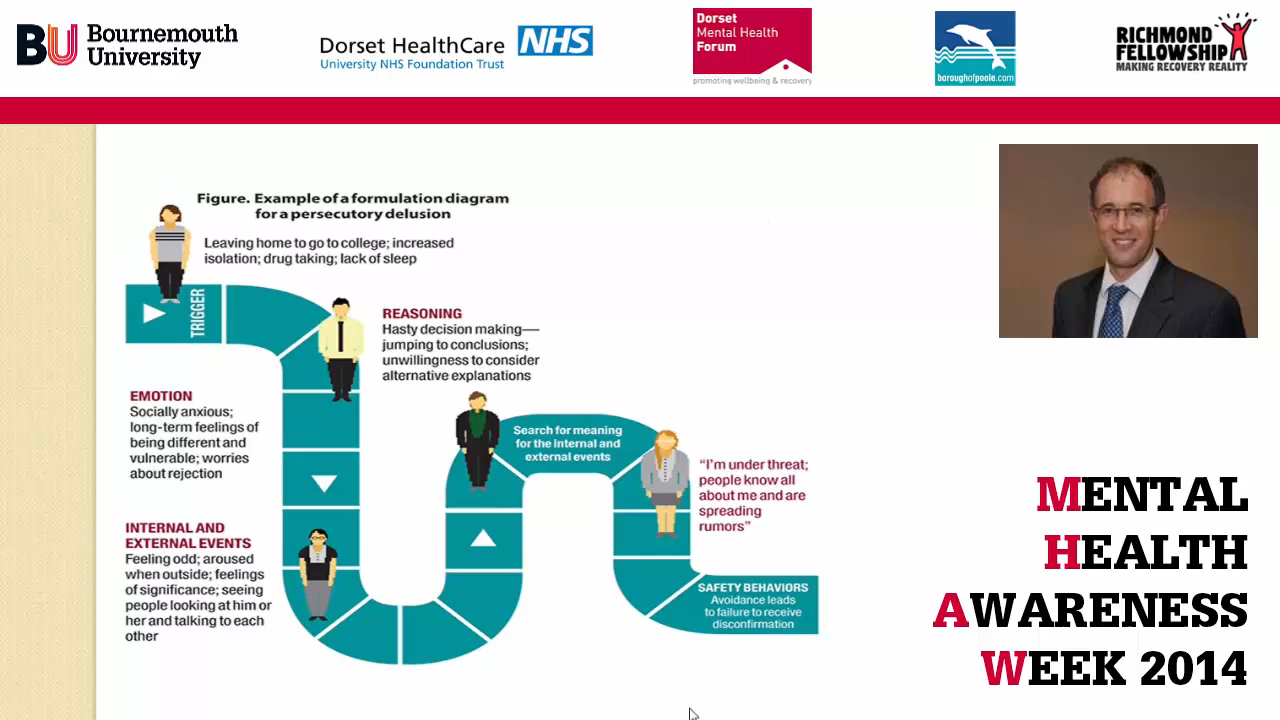 BU Bournemouth
University
Dorset HealthCare NHS
University NHS Foundation Trust
Dorset
Mental Health
Forum
promoting wellbeing & recovery
boroughofpoole.com
RICHMOND
FELLOWSHIP
MAKING RECOVERY REALITY
Figure. Example of a formulation diagram
for a persecutory delusion
Leaving home to go to college; increased
isolation; drug taking; lack of sleep
TRIGGER
REASONING
Hasty decision making—
jumping to conclusions;
unwillingness to consider
alternative explanations
EMOTION
Socially anxious;
long-term feelings of
being different and
vulnerable; worries
about rejection
Search for meaning
for the internal and
external events
"I'm under threat;
people know all
about me and are
spreading
rumors"
INTERNAL AND
EXTERNAL EVENTS
Feeling odd; aroused
when outside; feelings
of significance; seeing
people looking at him or
her and talking to each
other
SAFETY BEHAVIORS
Avoidance leads
to failure to receive
disconfirmation
MENTAL
HEALTH
AWARENESS
WEEK 2014